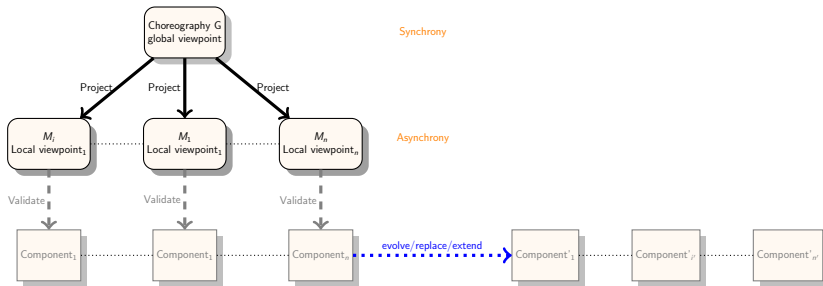 Choreography G
global viewpoint
Synchrony
Project
Project
Project
Mᵢ
Local viewpoint₁
M₁
Local viewpoint₁
Mₙ
Local viewpointₙ
Asynchrony
Validate
Validate
Validate
Component₁
Component₁
Componentₙ
evolve/replace/extend
Component'₁
Component'ᵢ'
Component'ₙ'